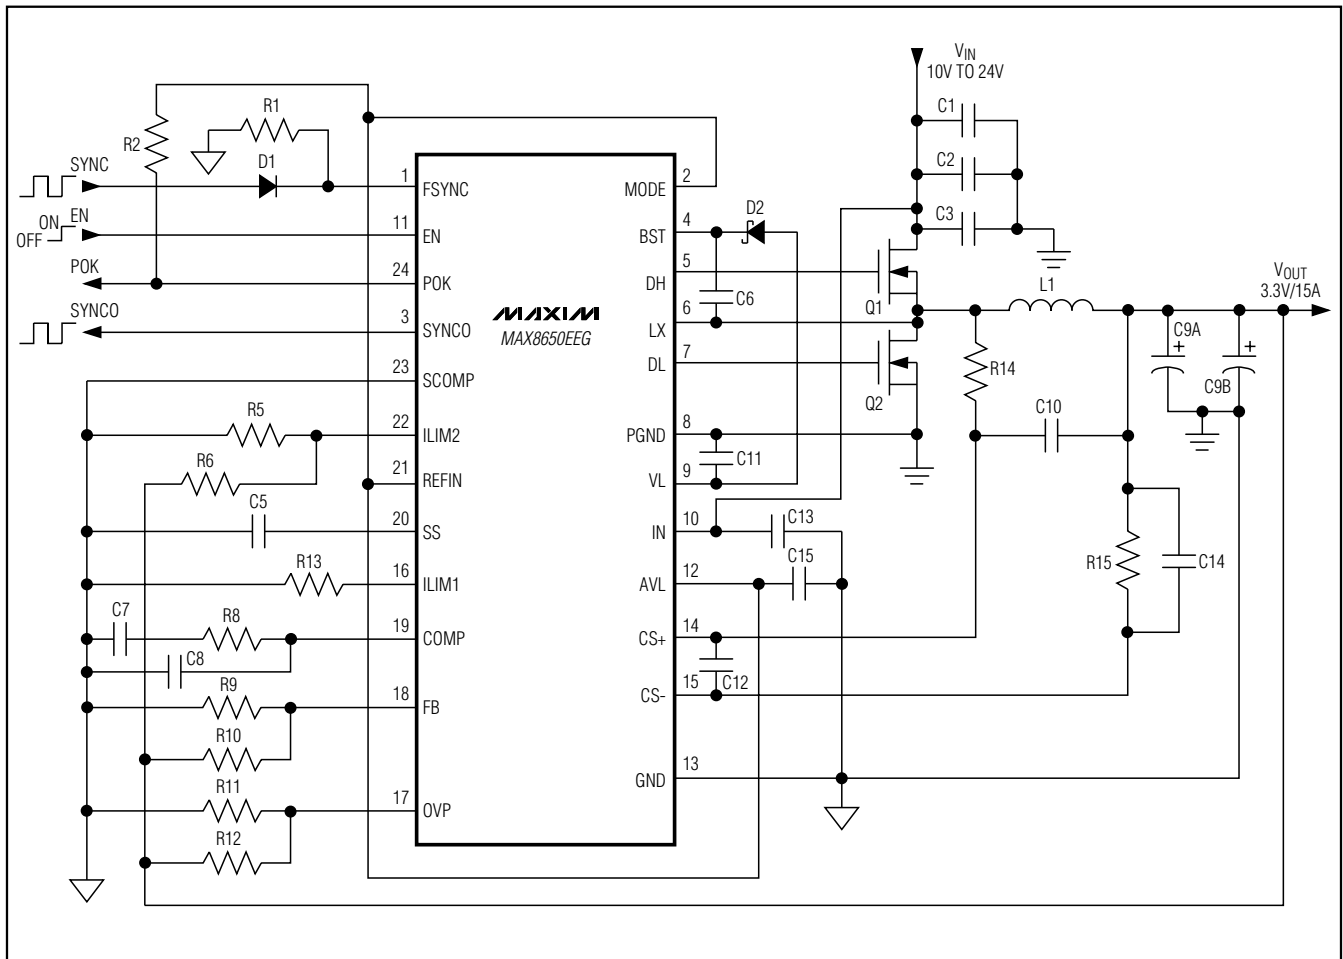 VIN
10V TO 24V
R1
R2
C1
SYNC
D1
C2
1
FSYNC
MODE
2
ON
EN
OFF
11
EN
BST
4
D2
C3
POK
24
POK
DH
5
C6
Q1
L1
VOUT
3.3V/15A
SYNCO
3
SYNCO
MAXIM
MAX8650EEG
LX
6
C9A
+
+
23
SCOMP
DL
7
Q2
R14
C9B
R5
22
ILIM2
PGND
8
C10
C11
R6
21
REFIN
VL
9
C5
20
SS
IN
10
C13
R13
16
ILIM1
AVL
12
C15
R15
C14
C7
R8
19
COMP
CS+
14
C8
C12
R9
18
FB
CS-
15
R10
R11
17
OVP
GND
13
R12